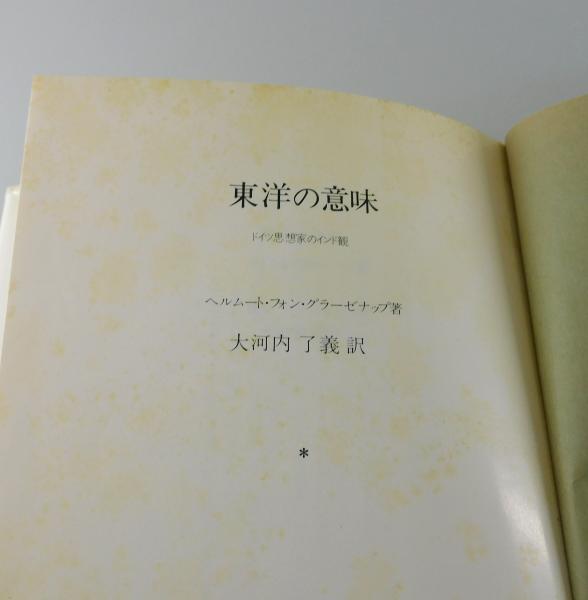 東洋の意味
ドイツ思想家のインド観
ヘルムート・フォン・グラーゼナップ著
大河内了義訳
*